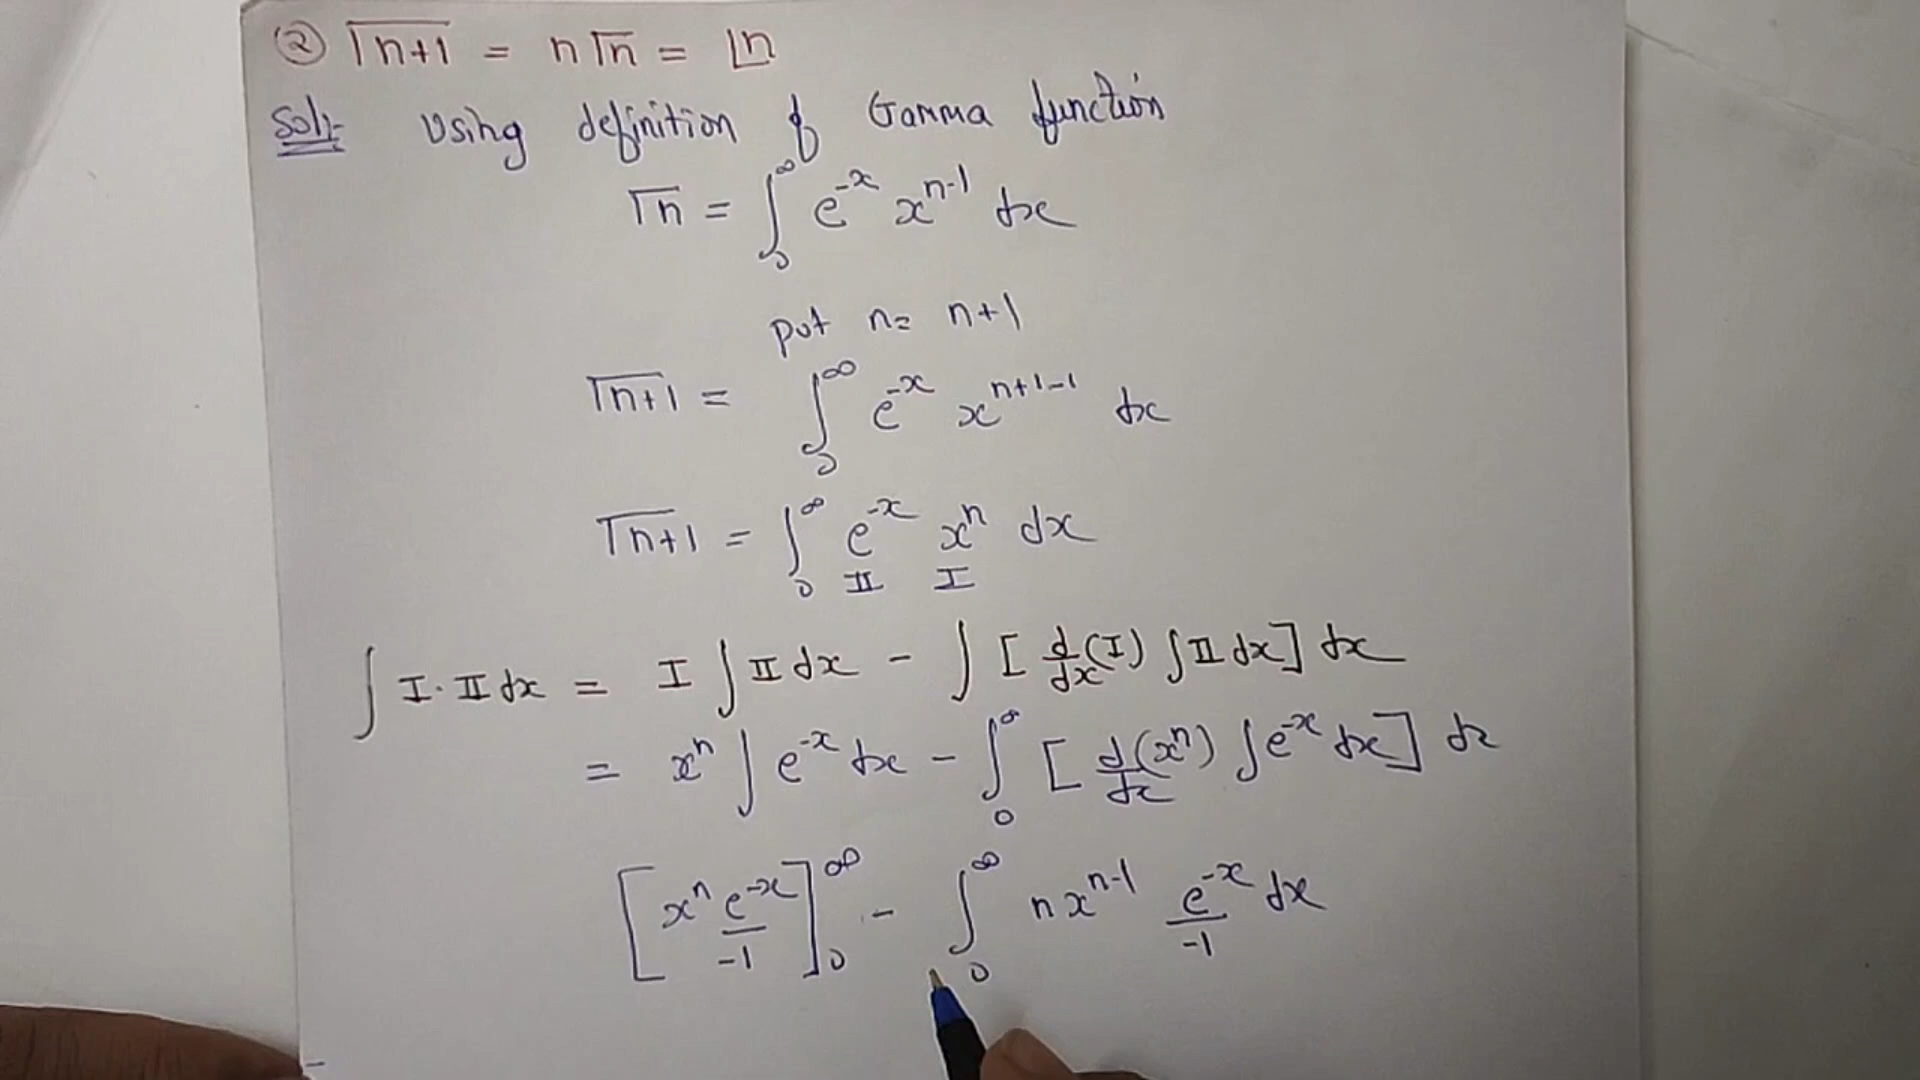 ② Γn+1 = nΓn = ⌊n
Sol:- Using definition of Gamma function
Γn = ∫₀^∞ e^-x x^n-1 dx
put n= n+1
Γn+1 = ∫₀^∞ e^-x x^n+1-1 dx
Γn+1 = ∫₀^∞ e^-x x^n dx
II I
∫ I·II dx = I ∫ II dx - ∫ [d/dx (I) ∫ II dx] dx
= x^n ∫ e^-x dx - ∫₀^∞ [d/dx (x^n) ∫ e^-x dx] dx
[x^n e^-x/-1]₀^∞ - ∫₀^∞ n x^n-1 e^-x/-1 dx